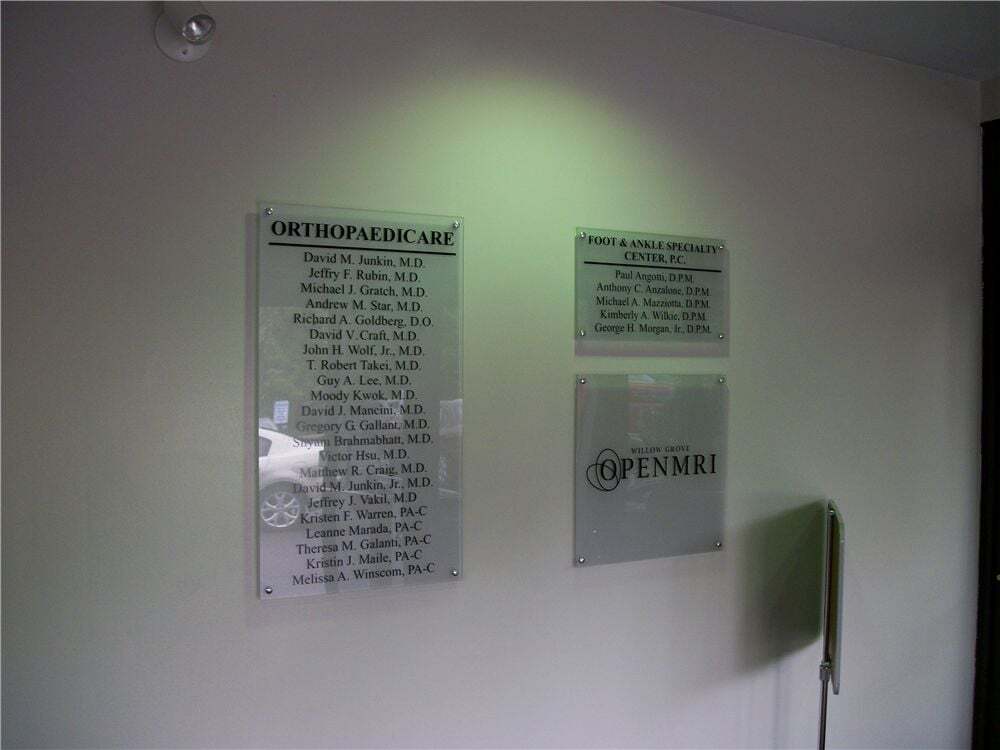 ORTHOPAEDICARE
David M. Junkin, M.D.
Jeffry F. Rubin, M.D.
Michael J. Gratch, M.D.
Andrew M. Star, M.D.
Richard A. Goldberg, D.O.
David V. Craft, M.D.
John H. Wolf, Jr., M.D.
T. Robert Takei, M.D.
Guy A. Lee, M.D.
Moody Kwok, M.D.
David J. Mancini, M.D.
Gregory G. Gallant, M.D.
Shyam Brahmabhatt, M.D.
Victor Hsu, M.D.
Matthew R. Craig, M.D.
David M. Junkin, Jr., M.D.
Jeffrey J. Vakil, M.D
Kristen F. Warren, PA-C
Leanne Marada, PA-C
Theresa M. Galanti, PA-C
Kristin J. Maile, PA-C
Melissa A. Winscom, PA-C
FOOT & ANKLE SPECIALTY
CENTER, P.C.
Paul Angotti, D.P.M.
Anthony C. Anzalone, D.P.M.
Michael A. Mazziotta, D.P.M.
Kimberly A. Wilkie, D.P.M.
George H. Morgan, Jr., D.P.M.
WILLOW GROVE
OPENMRI